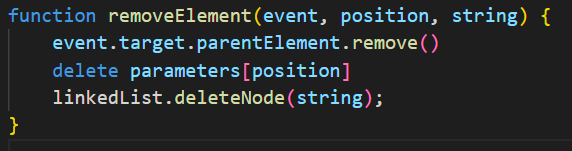 function removeElement(event, position, string) {
    event.target.parentElement.remove()
    delete parameters[position]
    linkedList.deleteNode(string);
}